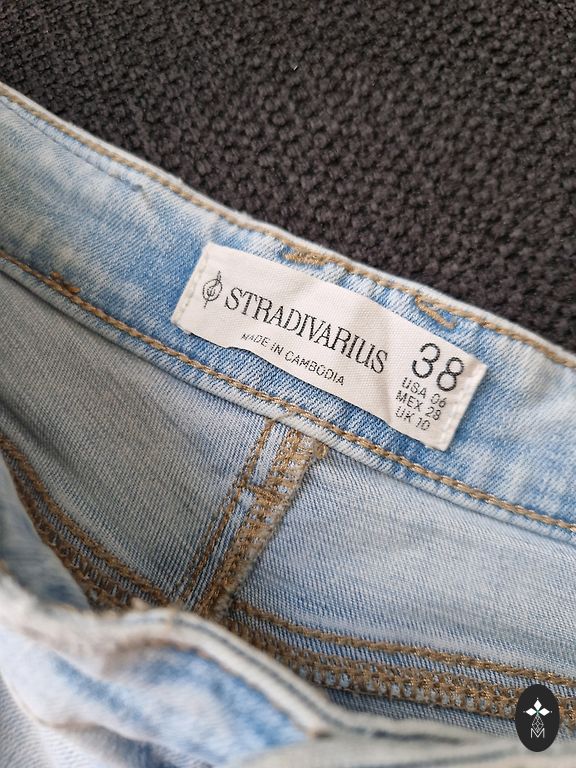 STRADIVARIUS
MADE IN CAMBODIA
38
USA 06
MEX 28
UK 10
M